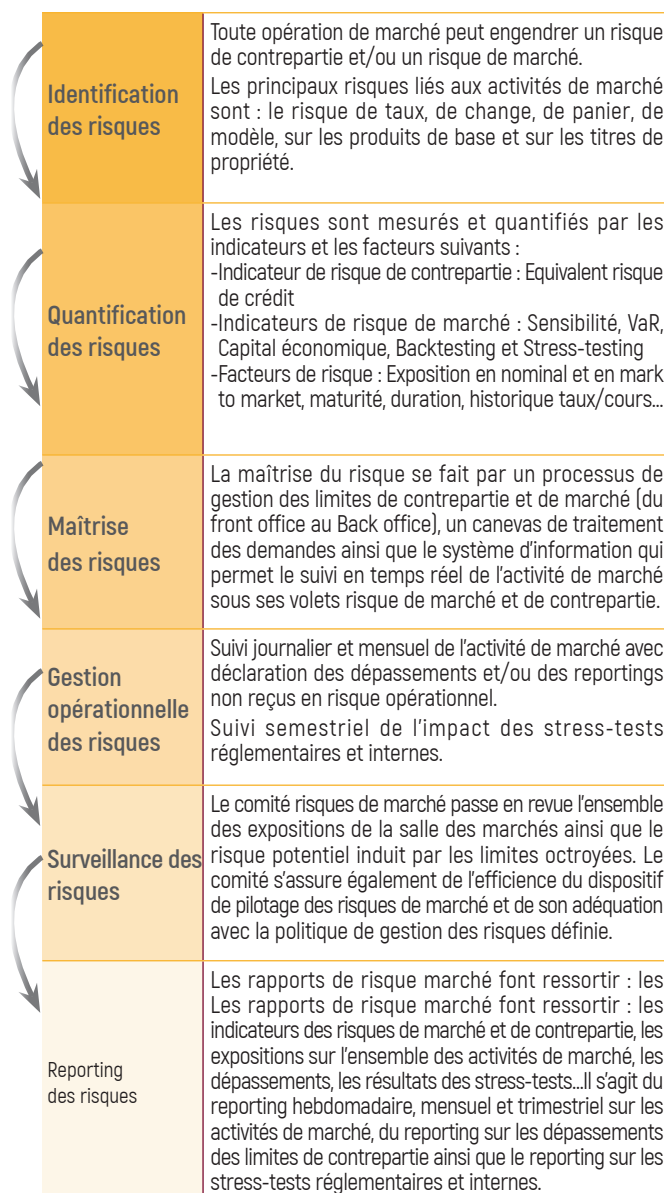 Identification
des risques
Toute opération de marché peut engendrer un risque
de contrepartie et/ou un risque de marché.
Les principaux risques liés aux activités de marché
sont : le risque de taux, de change, de panier, de
modèle, sur les produits de base et sur les titres de
propriété.
Quantification
des risques
Les risques sont mesurés et quantifiés par les
indicateurs et les facteurs suivants :
-Indicateur de risque de contrepartie : Equivalent risque
de crédit
-Indicateurs de risque de marché : Sensibilité, VaR,
Capital économique, Backtesting et Stress-testing
-Facteurs de risque : Exposition en nominal et en mark
to market, maturité, duration, historique taux/cours...
Maîtrise
des risques
La maîtrise du risque se fait par un processus de
gestion des limites de contrepartie et de marché (du
front office au Back office), un canevas de traitement
des demandes ainsi que le système d'information qui
permet le suivi en temps réel de l'activité de marché
sous ses volets risque de marché et de contrepartie.
Gestion
opérationnelle
des risques
Suivi journalier et mensuel de l'activité de marché avec
déclaration des dépassements et/ou des reportings
non reçus en risque opérationnel.
Suivi semestriel de l'impact des stress-tests
réglementaires et internes.
Surveillance des
risques
Le comité risques de marché passe en revue l'ensemble
des expositions de la salle des marchés ainsi que le
risque potentiel induit par les limites octroyées. Le
comité s'assure également de l'efficience du dispositif
de pilotage des risques de marché et de son adéquation
avec la politique de gestion des risques définie.
Reporting
des risques
Les rapports de risque marché font ressortir : les
Les rapports de risque marché font ressortir : les
indicateurs des risques de marché et de contrepartie, les
expositions sur l'ensemble des activités de marché, les
dépassements, les résultats des stress-tests...Il s'agit du
reporting hebdomadaire, mensuel et trimestriel sur les
activités de marché, du reporting sur les dépassements
des limites de contrepartie ainsi que le reporting sur les
stress-tests réglementaires et internes.